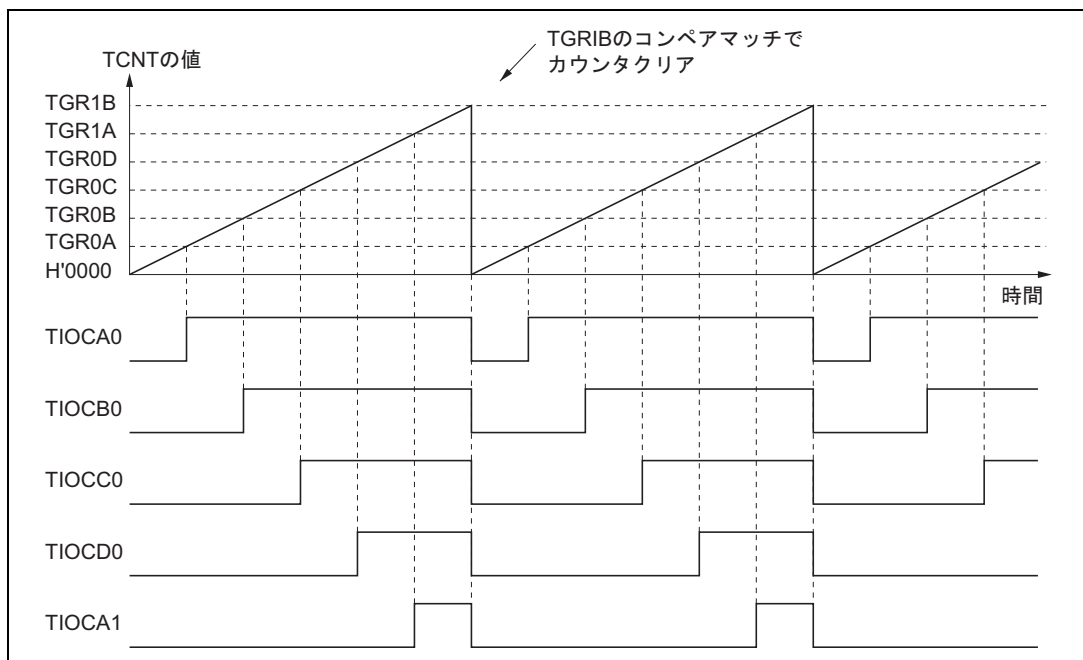 TGRIBのコンペアマッチで
カウンタクリア
TCNTの値
TGR1B
TGR1A
TGR0D
TGR0C
TGR0B
TGR0A
H'0000
時間
TIOCA0
TIOCB0
TIOCC0
TIOCD0
TIOCA1